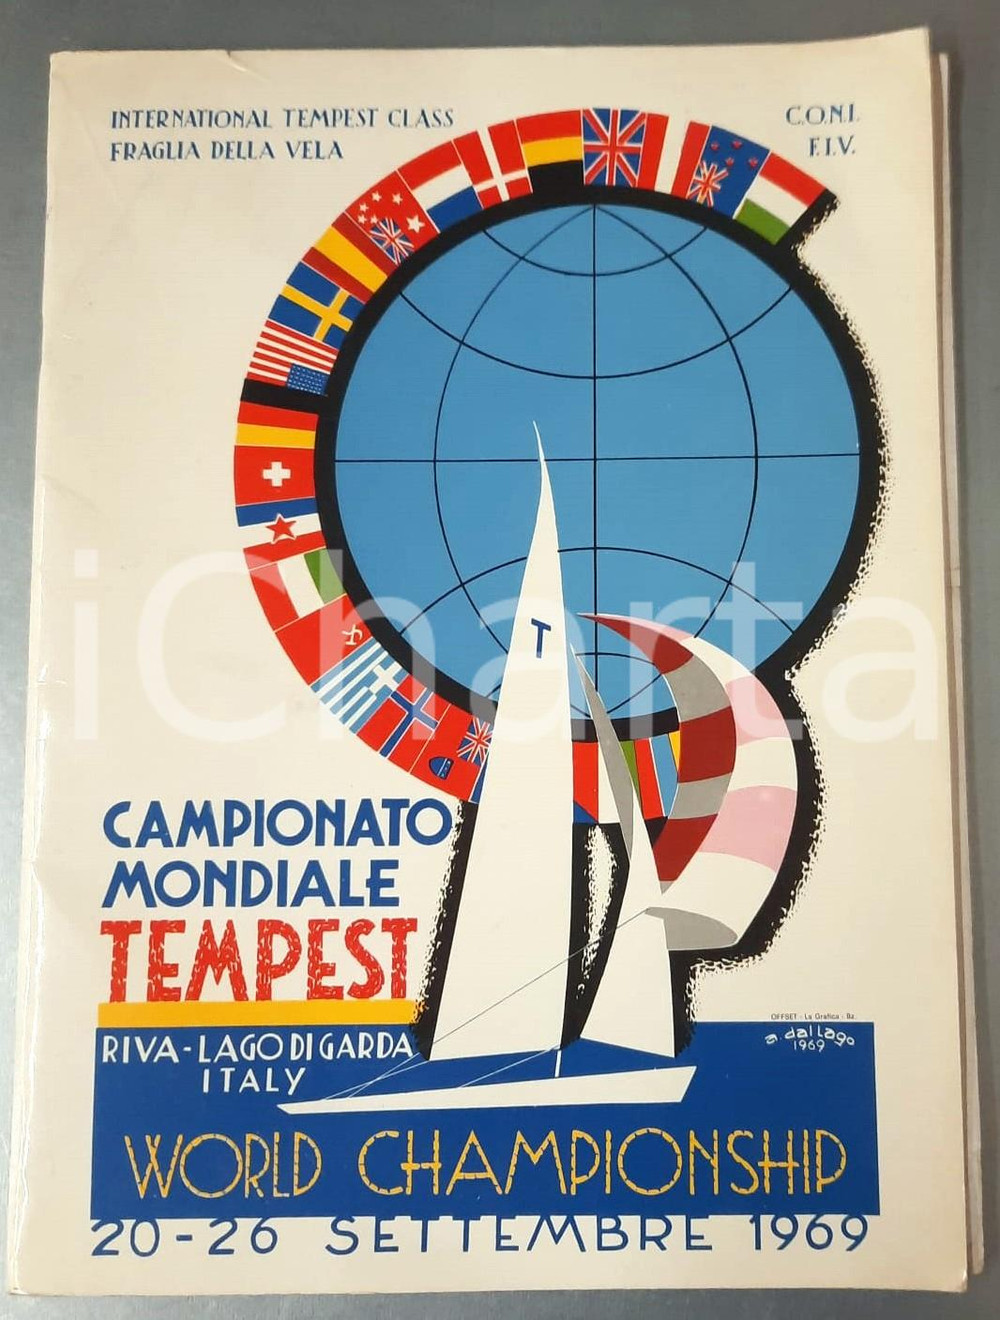 INTERNATIONAL TEMPEST CLASS
FRAGLIA DELLA VELA
C.O.N.I.
F.I.V.
T
iCharta
CAMPIONATO
MONDIALE
TEMPEST
RIVA - LAGO DI GARDA
ITALY
OFFSET - La Grafica - Bz.
a. dallago
1969
WORLD CHAMPIONSHIP
20-26 SETTEMBRE 1969